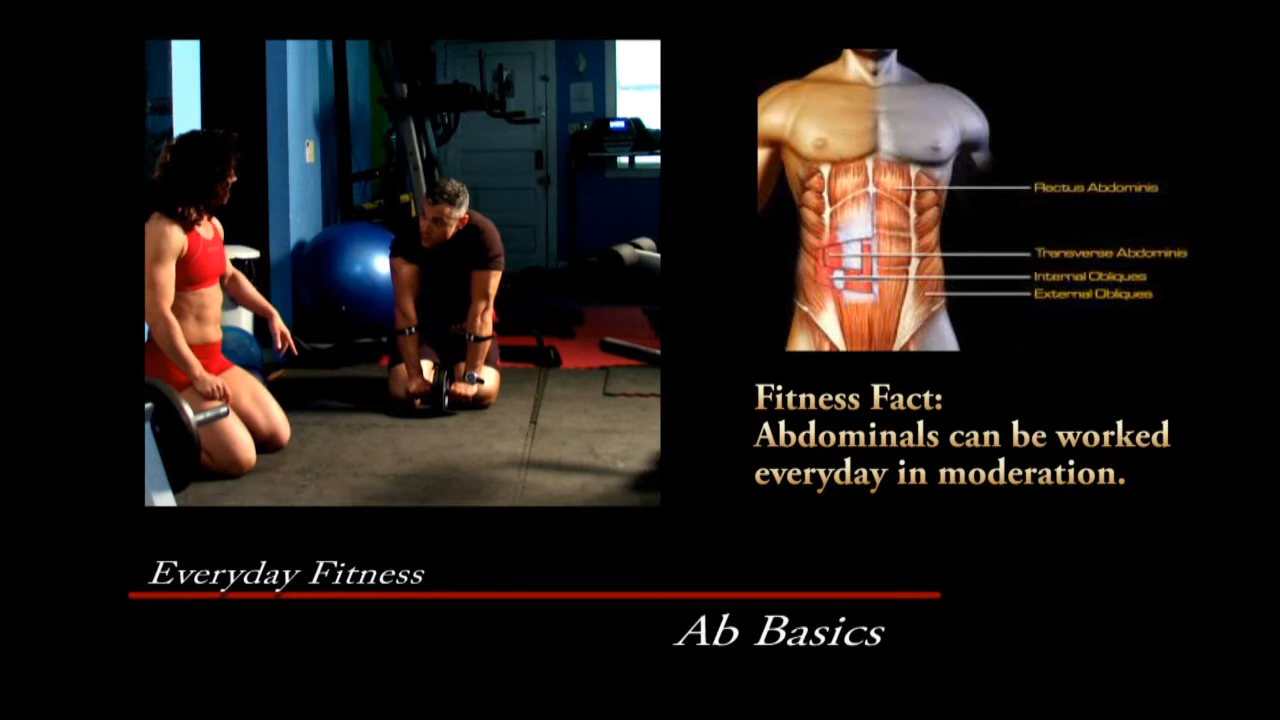 Rectus Abdominis
Transverse Abdominis
Internal Obliques
External Obliques
Fitness Fact:
Abdominals can be worked
everyday in moderation.
Everyday Fitness
Ab Basics